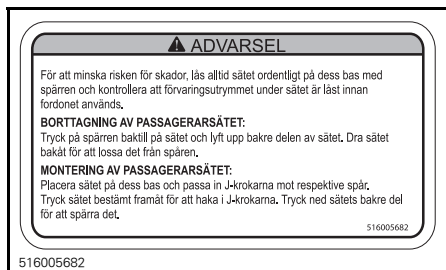 ADVARSEL
För att minska risken för skador, lås alltid sätet ordentligt på dess bas med
spärren och kontrollera att förvaringsutrymmet under sätet är låst innan
fordonet används.
BORTTAGNING AV PASSAGERARSÄTET:
Tryck på spärren baktill på sätet och lyft upp bakre delen av sätet. Dra sätet
bakåt för att lossa det från spåren.
MONTERING AV PASSAGERARSÄTET:
Placera sätet på dess bas och passa in J-krokarna mot respektive spår.
Tryck sätet bestämt framåt för att haka i J-krokarna. Tryck ned sätets bakre del
för att spärra det.
516005682
516005682